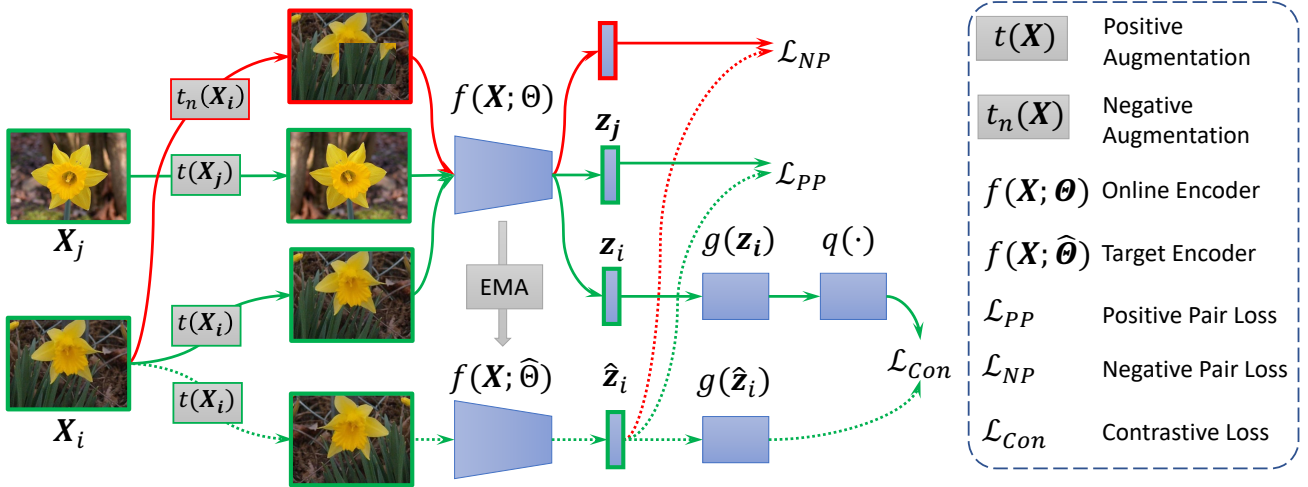 t_n(X_i)
f(X; Θ)
ℒ_NP
z_j
t(X_j)
ℒ_PP
X_j
z_i
g(z_i)
q(·)
EMA
t(X_i)
ℒ_Con
f(X; Θ̂)
ẑ_i
g(ẑ_i)
t(X_i)
X_i
t(X)
Positive
Augmentation
t_n(X)
Negative
Augmentation
f(X; Θ) Online Encoder
f(X; Θ̂) Target Encoder
ℒ_PP Positive Pair Loss
ℒ_NP Negative Pair Loss
ℒ_Con Contrastive Loss